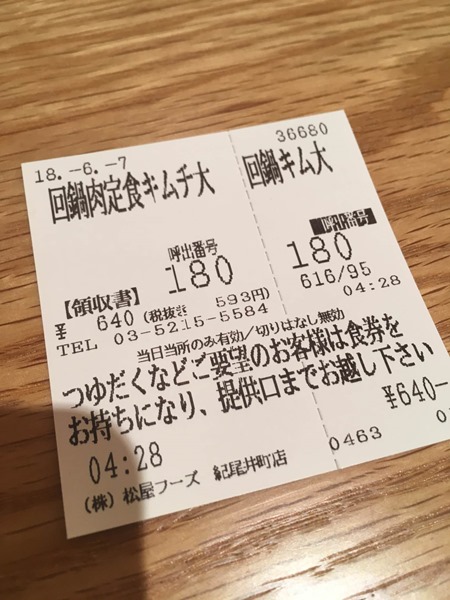 18.-6.-7
回鍋肉定食キムチ大
呼出番号
180
【領収書】
¥ 640 (税抜き 593円)
TEL 03-5215-5584
当日当所のみ有効/切りはなし無効
つゆだくなどご要望のお客様は食券を
お持ちになり、提供口までお越し下さい
04:28
(株) 松屋フーズ 紀尾井町店
36680
回鍋キム大
呼出番号
180
616/95
04:28
¥640-
0463